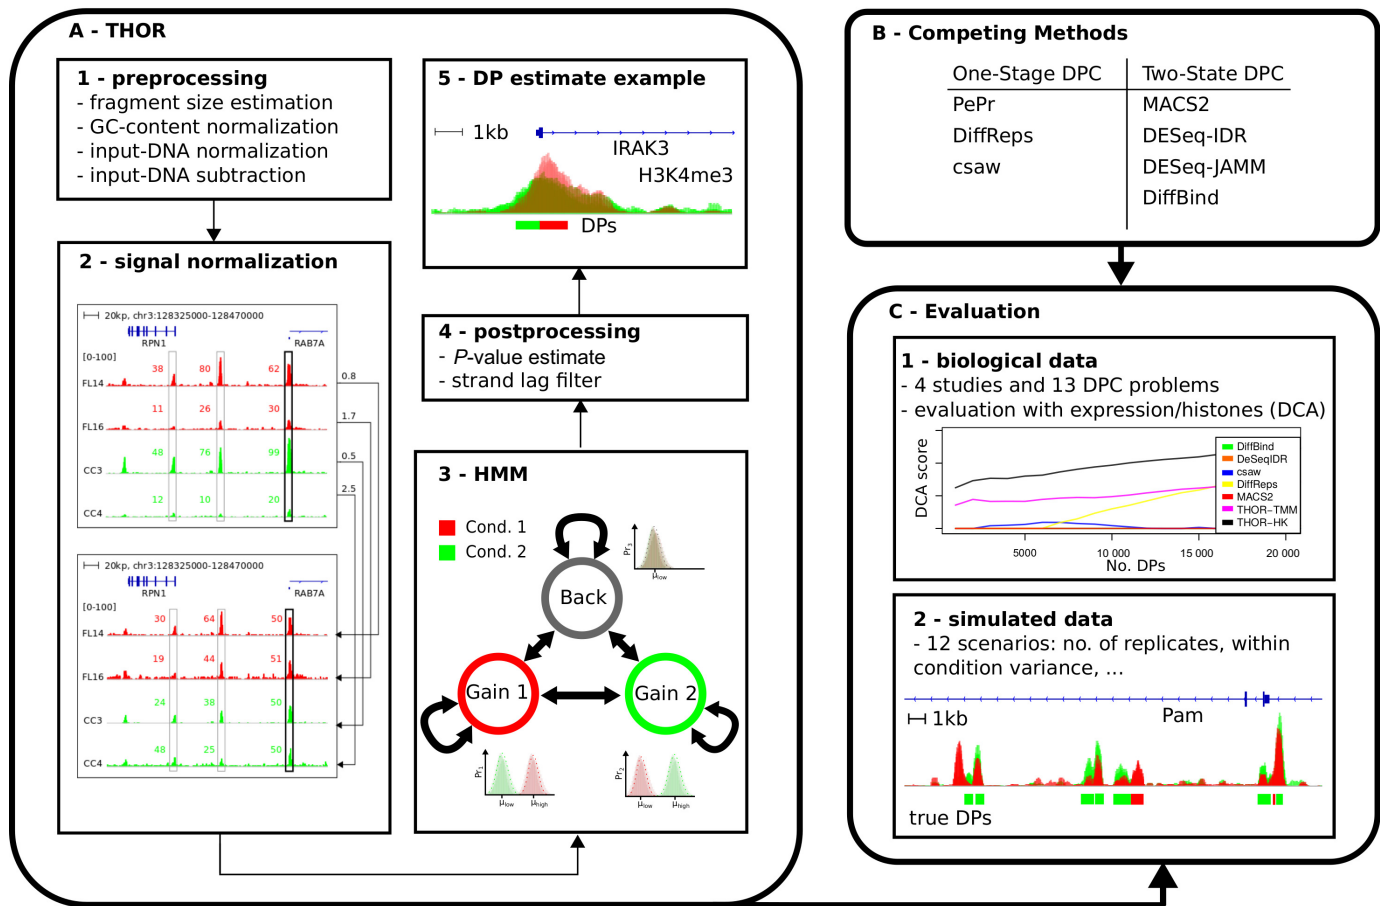 A - THOR
1 - preprocessing
- fragment size estimation
- GC-content normalization
- input-DNA normalization
- input-DNA subtraction
2 - signal normalization
20kp, chr3:128325000-128470000
RPN1
RAB7A
[0-100]
FL14
38
80
62
0.8
FL16
11
26
30
1.7
CC3
48
76
99
0.5
CC4
12
10
20
2.5
20kp, chr3:128325000-128470000
RPN1
RAB7A
[0-100]
FL14
30
64
50
FL16
19
44
51
CC3
24
38
50
CC4
48
25
50
3 - HMM
Cond. 1
Cond. 2
Back
Gain 1
Gain 2
Pr3
μlow
Pr1
μlow
μhigh
Pr2
μlow
μhigh
4 - postprocessing
- P-value estimate
- strand lag filter
5 - DP estimate example
1kb
IRAK3
H3K4me3
DPs
B - Competing Methods
One-Stage DPC
Two-State DPC
PePr
MACS2
DiffReps
DESeq-IDR
csaw
DESeq-JAMM
DiffBind
C - Evaluation
1 - biological data
- 4 studies and 13 DPC problems
- evaluation with expression/histones (DCA)
DCA score
DiffBind
DeSeqIDR
csaw
DiffReps
MACS2
THOR-TMM
THOR-HK
5000
10 000
15 000
20 000
No. DPs
2 - simulated data
- 12 scenarios: no. of replicates, within
condition variance, ...
1kb
Pam
true DPs